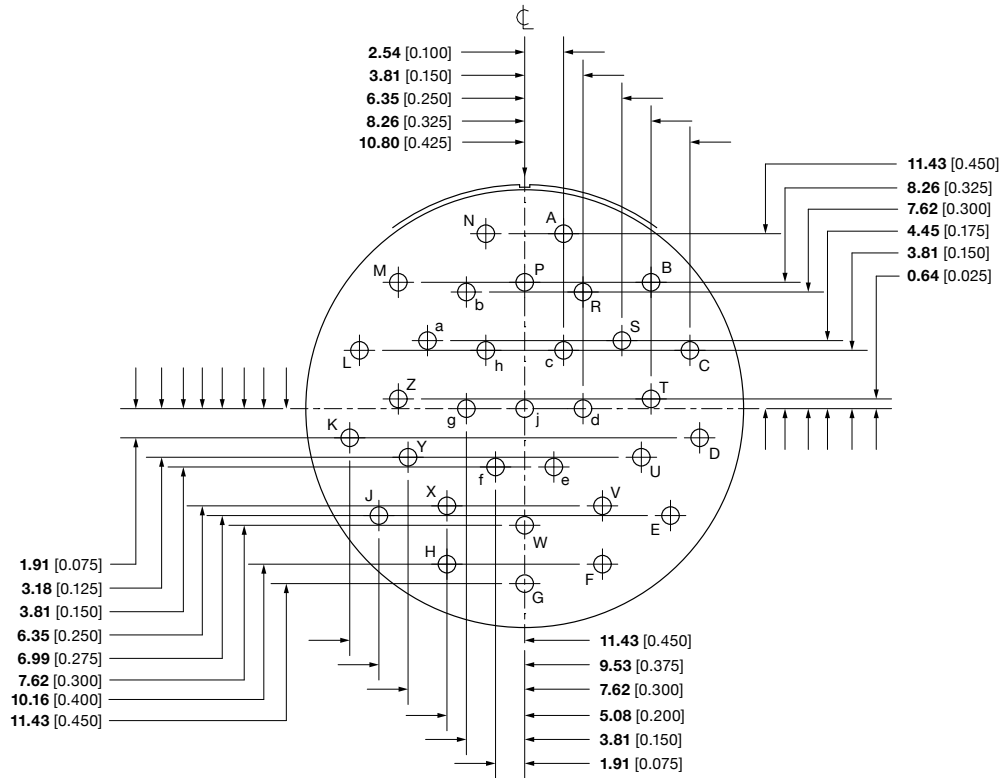 ℄
2.54 [0.100]
3.81 [0.150]
6.35 [0.250]
8.26 [0.325]
10.80 [0.425]
11.43 [0.450]
8.26 [0.325]
7.62 [0.300]
4.45 [0.175]
3.81 [0.150]
0.64 [0.025]
N A
M P B
b R
a S
L h c C
Z T
g j d
K D
Y U
f e
X V
J E
W
H F
G
1.91 [0.075]
3.18 [0.125]
3.81 [0.150]
6.35 [0.250]
6.99 [0.275]
7.62 [0.300]
10.16 [0.400]
11.43 [0.450]
11.43 [0.450]
9.53 [0.375]
7.62 [0.300]
5.08 [0.200]
3.81 [0.150]
1.91 [0.075]